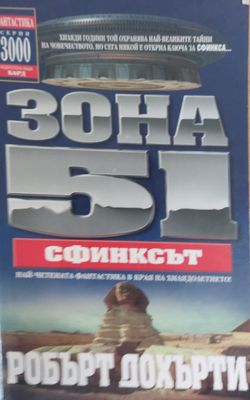 ФАНТАСТИКА
СЕРИЯ
3000
ИЗДАТЕЛСКА КЪЩА
БАРД
ХИЛЯДИ ГОДИНИ ТОЙ ОХРАНЯВА НАЙ-ВЕЛИКИТЕ ТАЙНИ
НА ЧОВЕЧЕСТВОТО. НО СЕГА НЯКОЙ Е ОТКРИЛ КЛЮЧА ЗА СФИНКСА...
ЗОНА
51
СФИНКСЪТ
НАЙ-ЧЕТЕНАТА ФАНТАСТИКА В КРАЯ НА ХИЛЯДОЛЕТИЕТО!
РОБЪРТ ДОХЪРТИ